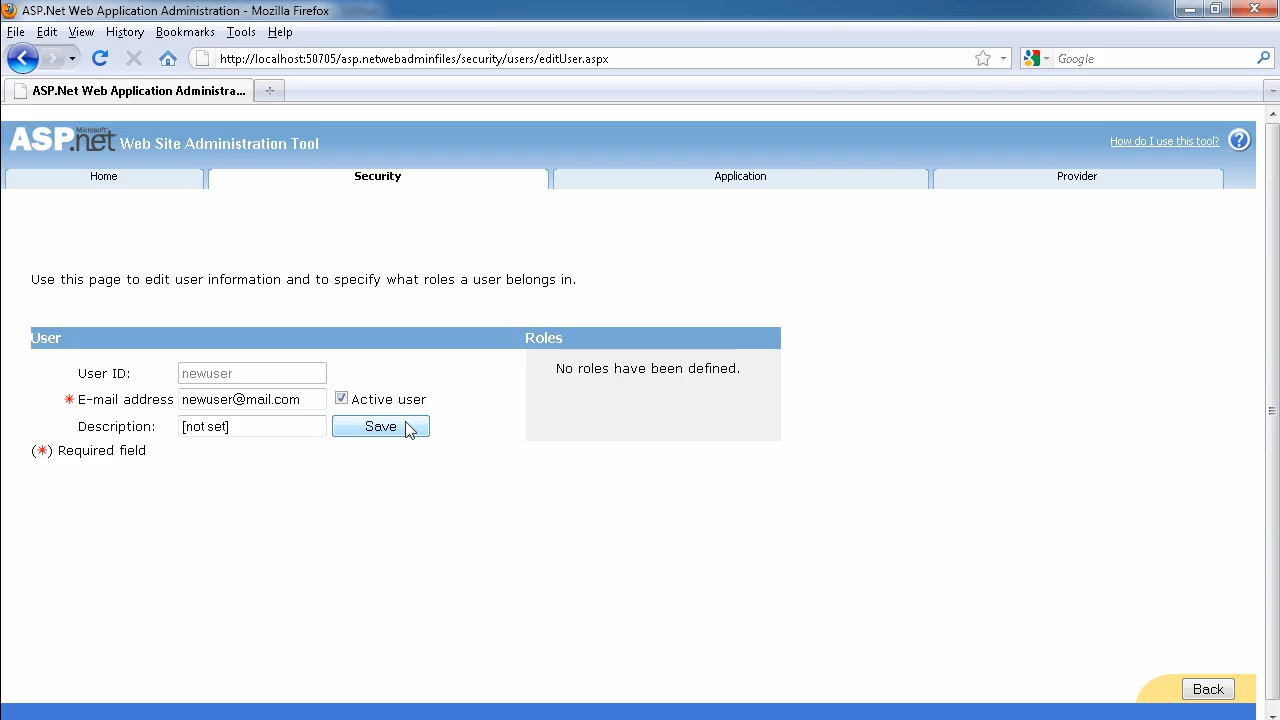 ASP.Net Web Application Administration - Mozilla Firefox
File Edit View History Bookmarks Tools Help
http://localhost:50705/asp.netwebadminfiles/security/users/editUser.aspx
Google
ASP.Net Web Application Administra...
Microsoft
ASP.net Web Site Administration Tool
How do I use this tool? ?
Home Security Application Provider
Use this page to edit user information and to specify what roles a user belongs in.
User Roles
User ID: newuser
No roles have been defined.
* E-mail address newuser@mail.com Active user
Description: [not set] Save
(*) Required field
Back